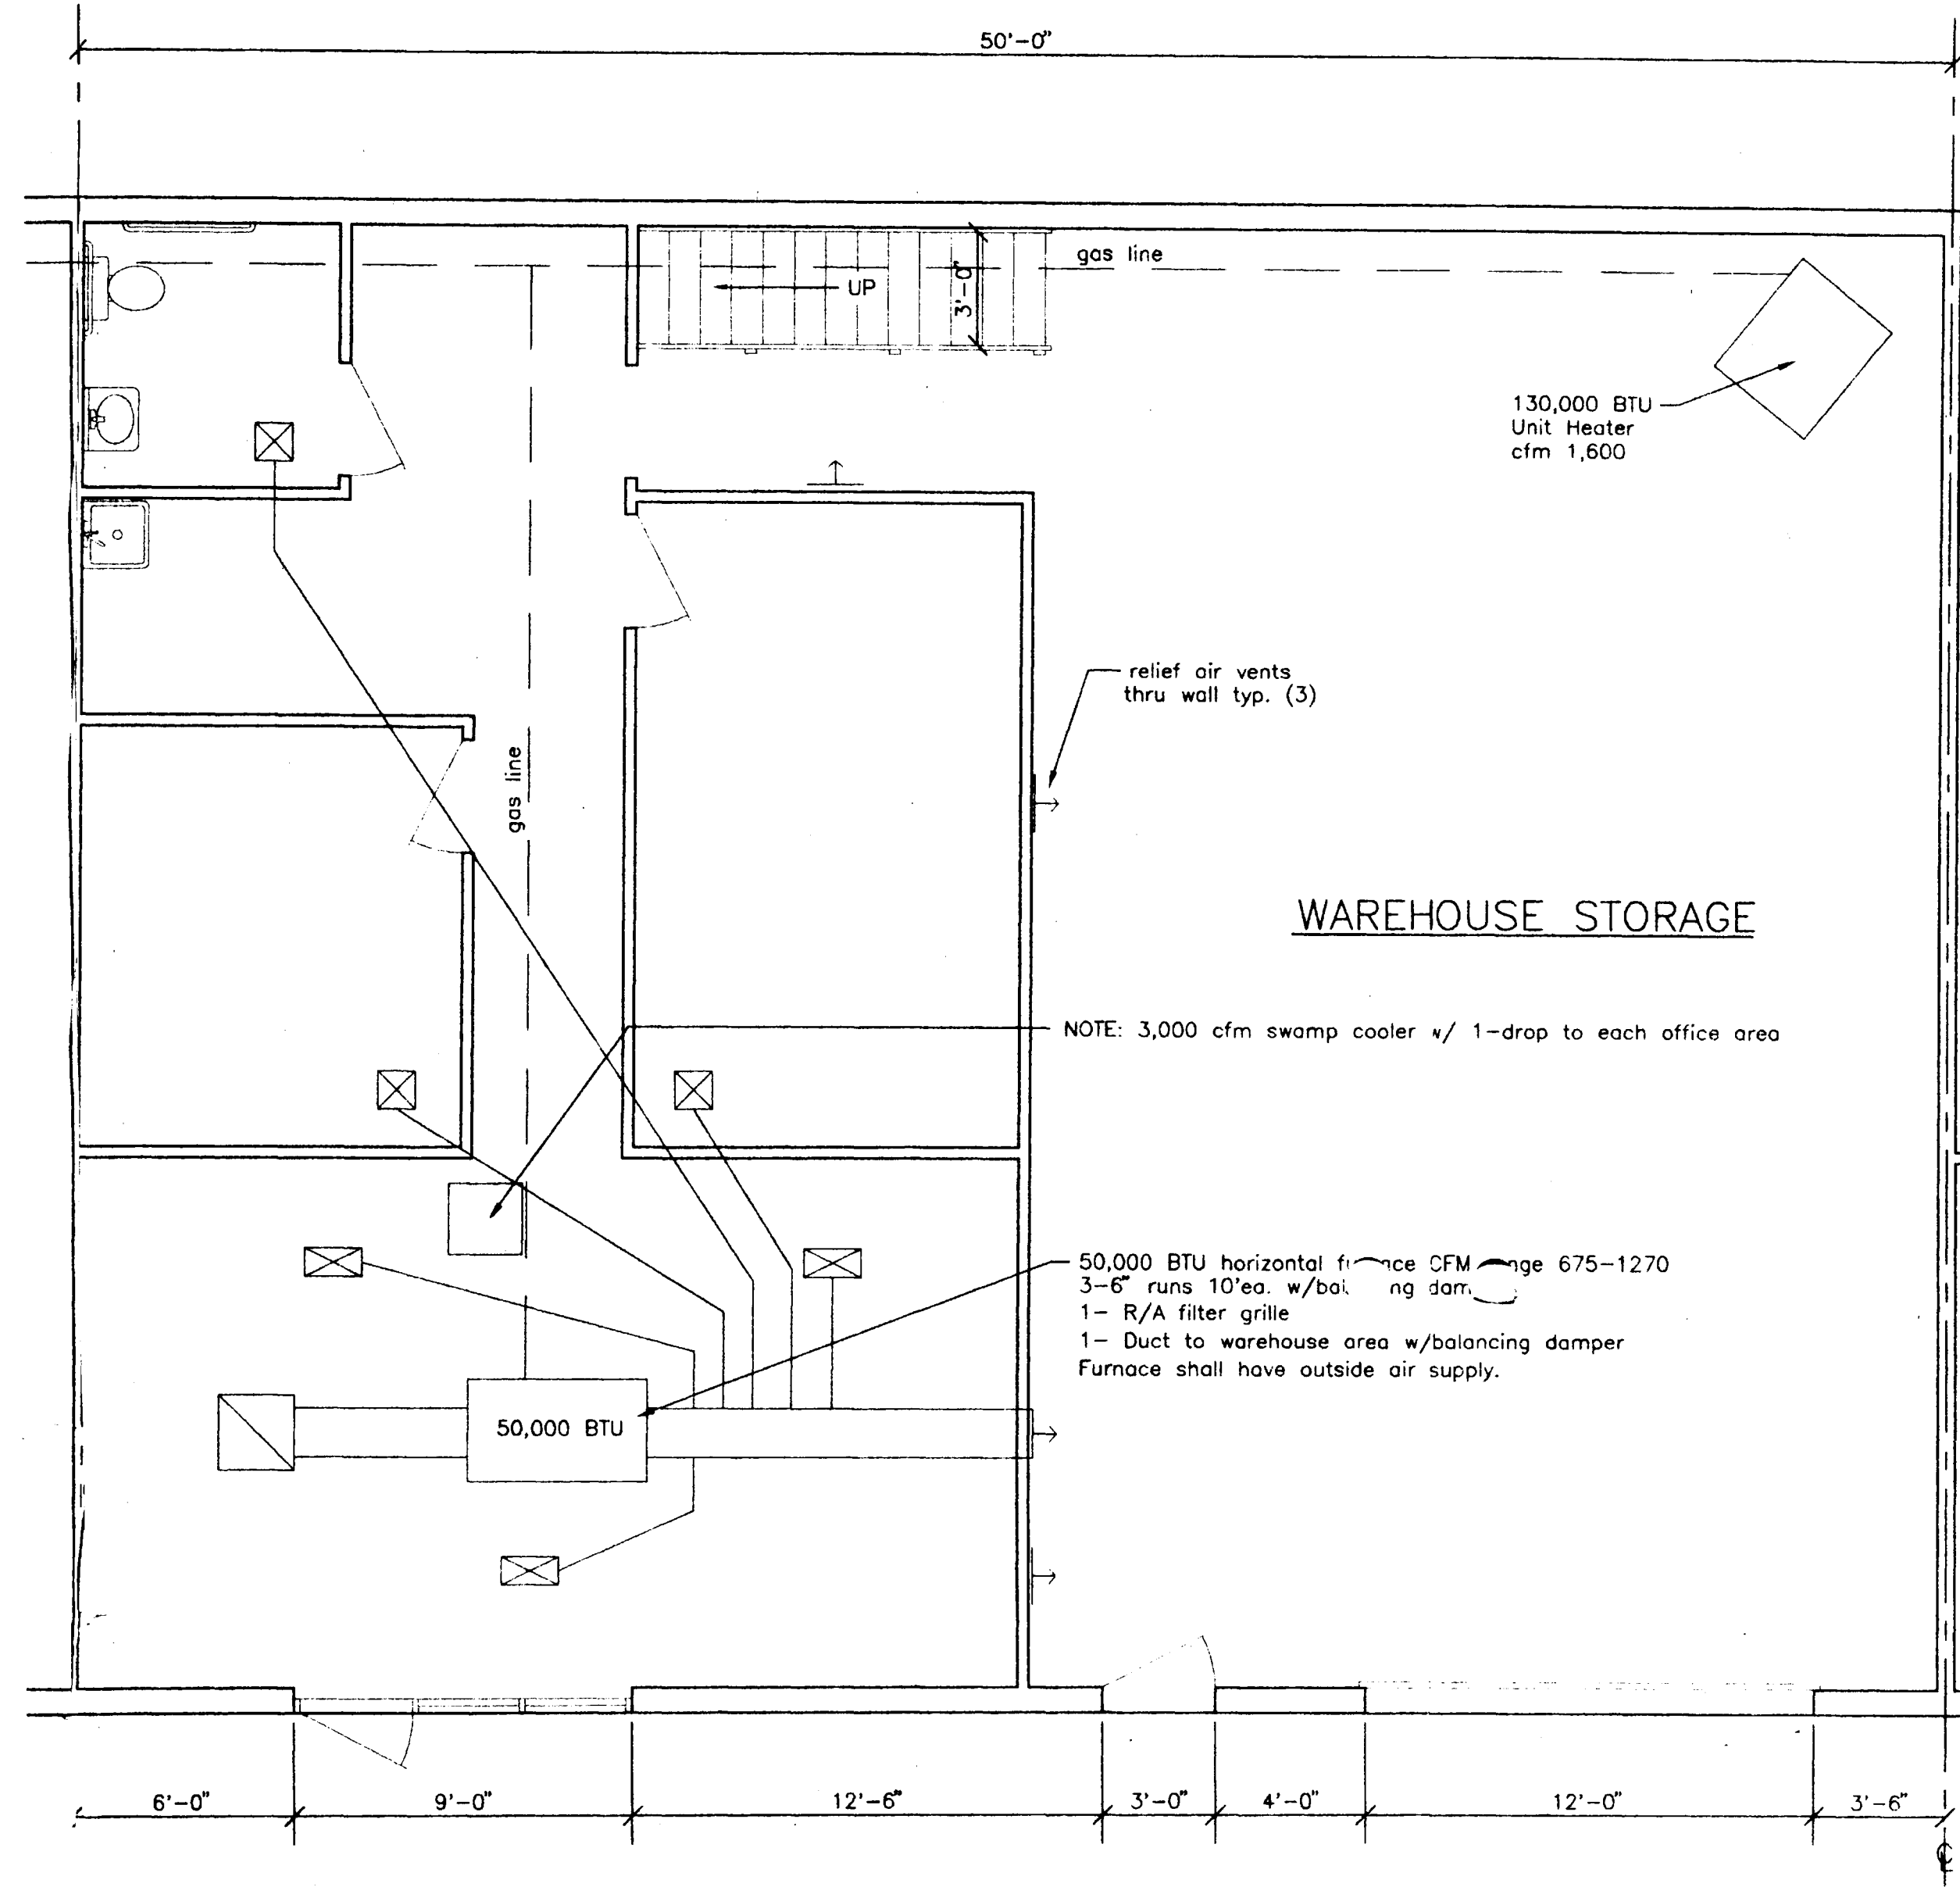 50'-0"
gas line
UP
3'-0"
130,000 BTU
Unit Heater
cfm 1,600
relief air vents
thru wall typ. (3)
gas line
WAREHOUSE STORAGE
NOTE: 3,000 cfm swamp cooler w/ 1-drop to each office area
50,000 BTU horizontal CFM 675-1270
3-6" runs 10'ea.
1- R/A filter grille
1- Duct to warehouse area w/balancing damper
Furnace shall have outside air supply.
50,000 BTU
6'-0"
9'-0"
12'-6"
3'-0"
4'-0"
12'-0"
3'-6"